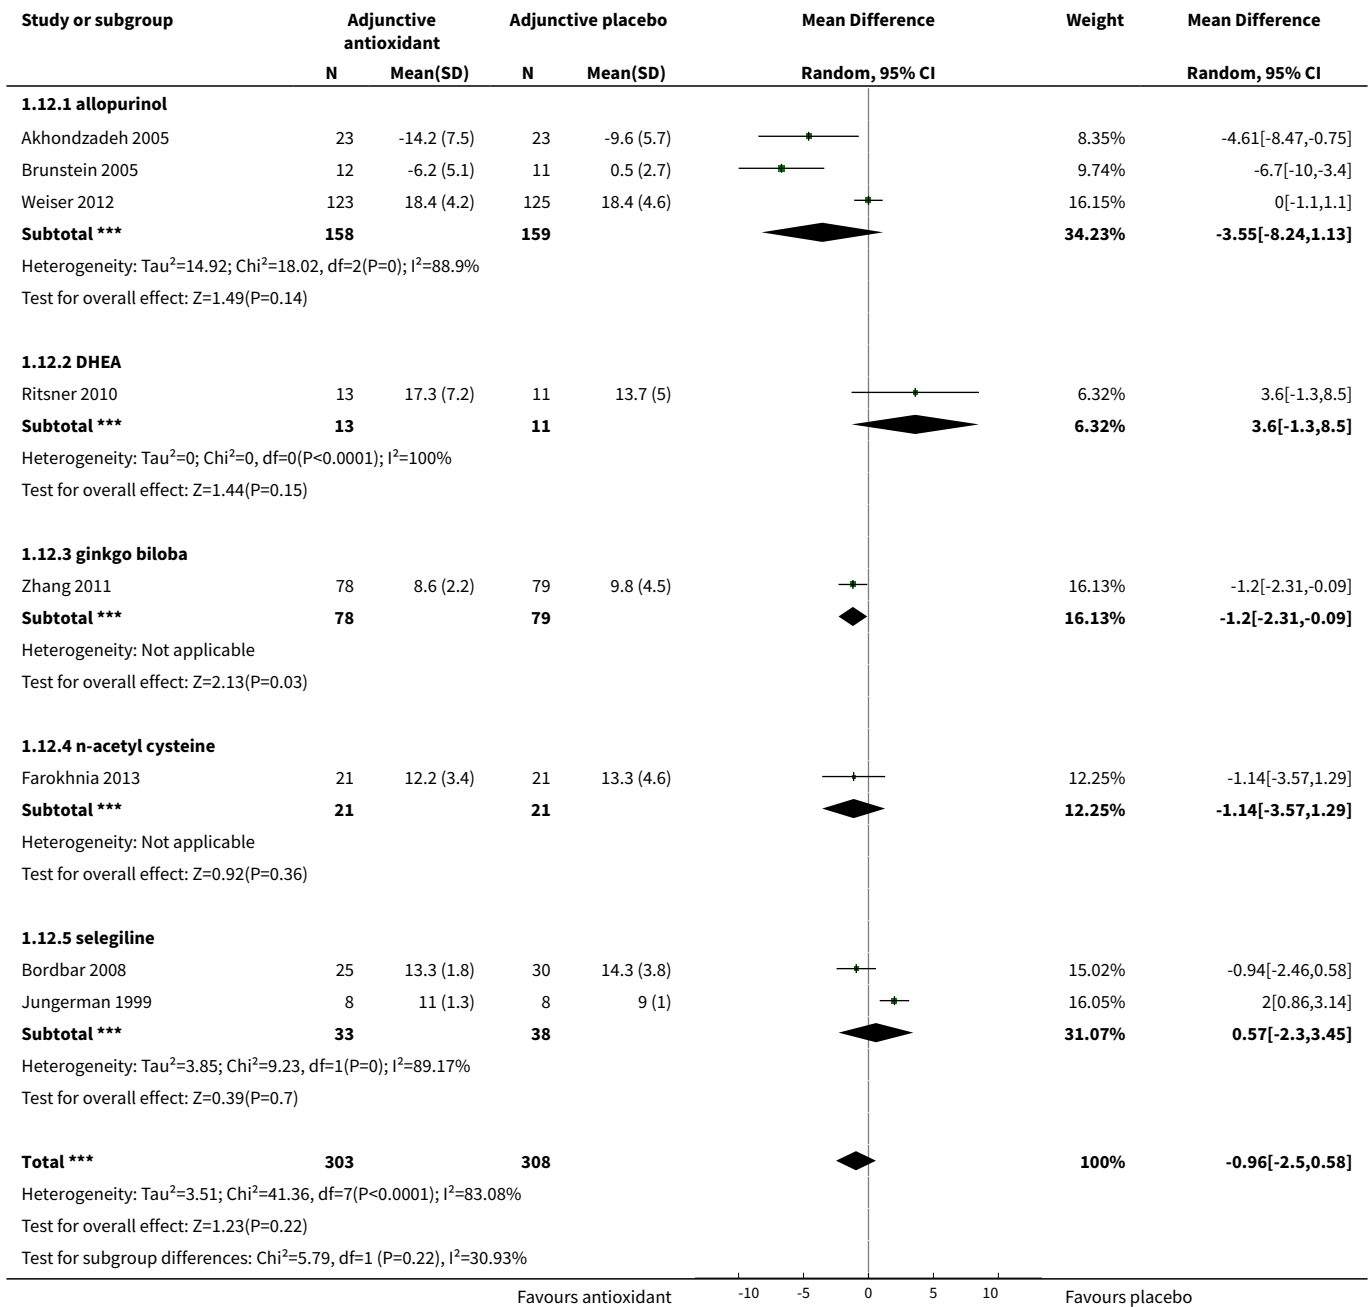 Study or subgroup Adjunctive antioxidant Adjunctive placebo Mean Difference Weight Mean Difference
N Mean(SD) N Mean(SD) Random, 95% CI Random, 95% CI
1.12.1 allopurinol
Akhondzadeh 2005 23 -14.2 (7.5) 23 -9.6 (5.7) 8.35% -4.61[-8.47,-0.75]
Brunstein 2005 12 -6.2 (5.1) 11 0.5 (2.7) 9.74% -6.7[-10,-3.4]
Weiser 2012 123 18.4 (4.2) 125 18.4 (4.6) 16.15% 0[-1.1,1.1]
Subtotal *** 158 159 34.23% -3.55[-8.24,1.13]
Heterogeneity: Tau²=14.92; Chi²=18.02, df=2(P=0); I²=88.9%
Test for overall effect: Z=1.49(P=0.14)
1.12.2 DHEA
Ritsner 2010 13 17.3 (7.2) 11 13.7 (5) 6.32% 3.6[-1.3,8.5]
Subtotal *** 13 11 6.32% 3.6[-1.3,8.5]
Heterogeneity: Tau²=0; Chi²=0, df=0(P<0.0001); I²=100%
Test for overall effect: Z=1.44(P=0.15)
1.12.3 ginkgo biloba
Zhang 2011 78 8.6 (2.2) 79 9.8 (4.5) 16.13% -1.2[-2.31,-0.09]
Subtotal *** 78 79 16.13% -1.2[-2.31,-0.09]
Heterogeneity: Not applicable
Test for overall effect: Z=2.13(P=0.03)
1.12.4 n-acetyl cysteine
Farokhnia 2013 21 12.2 (3.4) 21 13.3 (4.6) 12.25% -1.14[-3.57,1.29]
Subtotal *** 21 21 12.25% -1.14[-3.57,1.29]
Heterogeneity: Not applicable
Test for overall effect: Z=0.92(P=0.36)
1.12.5 selegiline
Bordbar 2008 25 13.3 (1.8) 30 14.3 (3.8) 15.02% -0.94[-2.46,0.58]
Jungerman 1999 8 11 (1.3) 8 9 (1) 16.05% 2[0.86,3.14]
Subtotal *** 33 38 31.07% 0.57[-2.3,3.45]
Heterogeneity: Tau²=3.85; Chi²=9.23, df=1(P=0); I²=89.17%
Test for overall effect: Z=0.39(P=0.7)
Total *** 303 308 100% -0.96[-2.5,0.58]
Heterogeneity: Tau²=3.51; Chi²=41.36, df=7(P<0.0001); I²=83.08%
Test for overall effect: Z=1.23(P=0.22)
Test for subgroup differences: Chi²=5.79, df=1 (P=0.22), I²=30.93%
Favours antioxidant -10 -5 0 5 10 Favours placebo